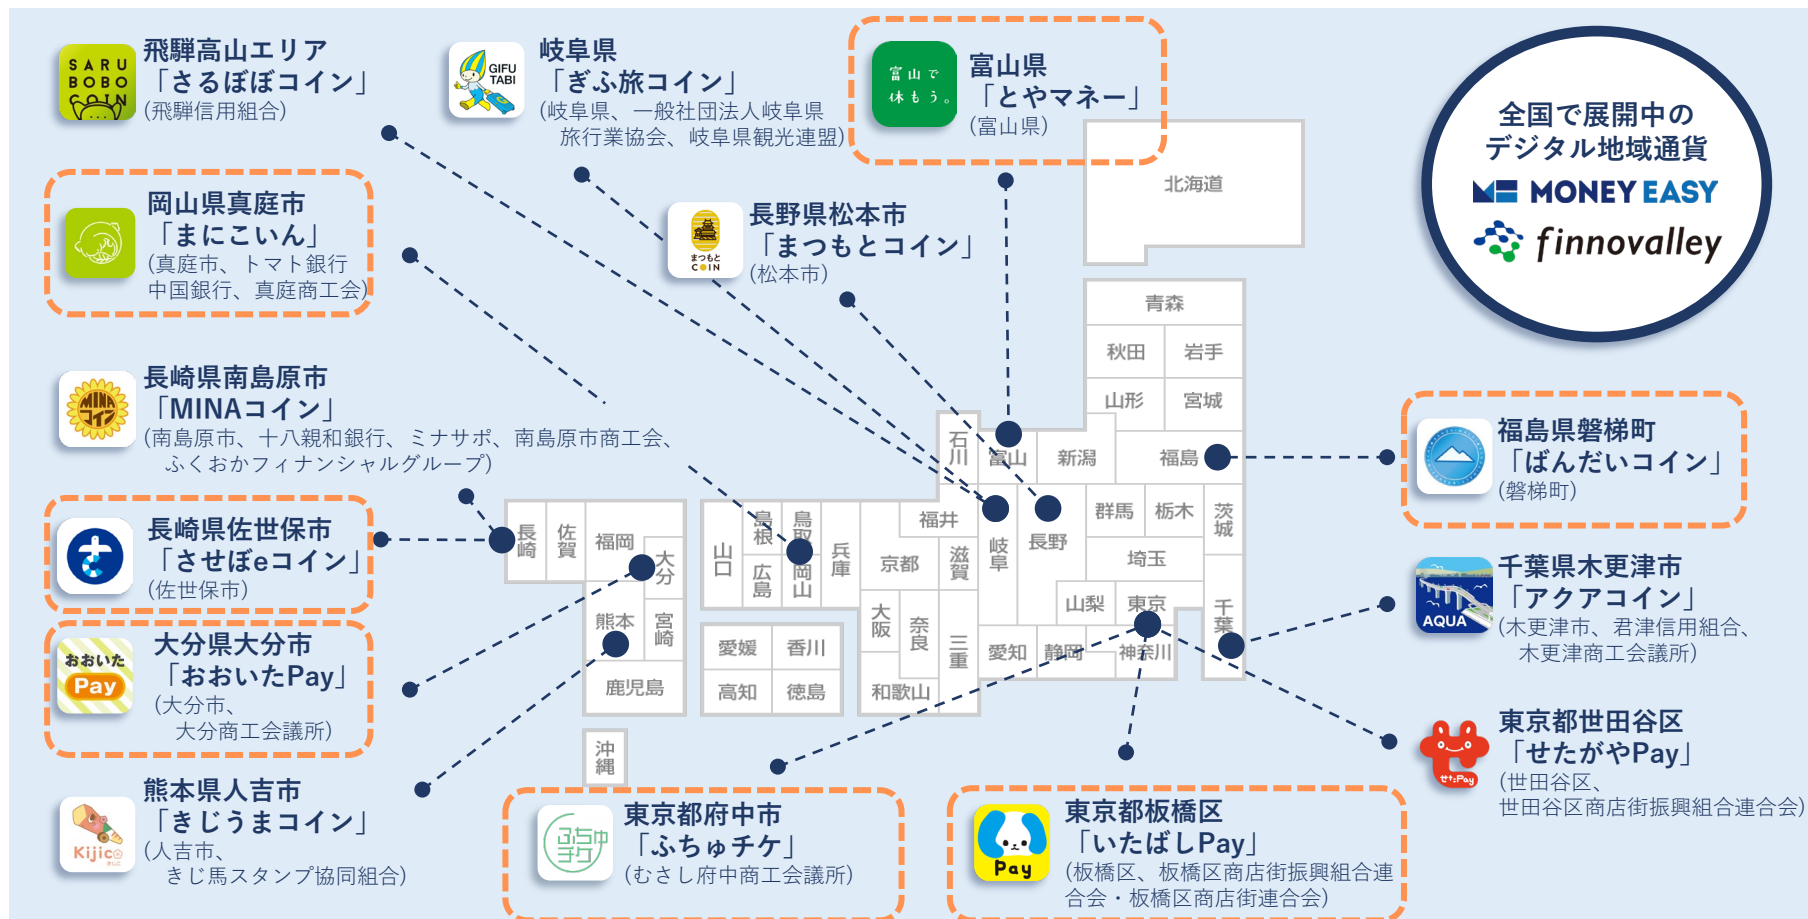 SARU
BOBO
COIN
飛騨高山エリア
「さるぼぼコイン」
(飛騨信用組合)
GIFU
TABI
岐阜県
「ぎふ旅コイン」
(岐阜県、一般社団法人岐阜県
旅行業協会、岐阜県観光連盟)
富山で
休もう。
富山県
「とやマネー」
(富山県)
全国で展開中の
デジタル地域通貨
MONEY EASY
finnovalley
岡山県真庭市
「まにこいん」
(真庭市、トマト銀行
中国銀行、真庭商工会)
まつもと
COIN
長野県松本市
「まつもとコイン」
(松本市)
MINA
コイン
長崎県南島原市
「MINAコイン」
(南島原市、十八親和銀行、ミナサポ、南島原市商工会、
ふくおかフィナンシャルグループ)
さ
長崎県佐世保市
「させぼeコイン」
(佐世保市)
おおいた
Pay
大分県大分市
「おおいたPay」
(大分市、
大分商工会議所)
Kijico
熊本県人吉市
「きじうまコイン」
(人吉市、
きじ馬スタンプ協同組合)
ふちゅ
チケ
東京都府中市
「ふちゅチケ」
(むさし府中商工会議所)
Pay
東京都板橋区
「いたばしPay」
(板橋区、板橋区商店街振興組合連
合会・板橋区商店街連合会)
せたPay
東京都世田谷区
「せたがやPay」
(世田谷区、
世田谷区商店街振興組合連合会)
AQUA
千葉県木更津市
「アクアコイン」
(木更津市、君津信用組合、
木更津商工会議所)
福島県磐梯町
「ばんだいコイン」
(磐梯町)
北海道
青森
秋田
岩手
山形
宮城
石川
富山
新潟
福島
福井
岐阜
長野
群馬
栃木
茨城
埼玉
山梨
東京
千葉
愛知
静岡
神奈川
滋賀
京都
兵庫
大阪
奈良
三重
和歌山
鳥取
島根
岡山
広島
山口
愛媛
香川
高知
徳島
長崎
佐賀
福岡
大分
熊本
宮崎
鹿児島
沖縄